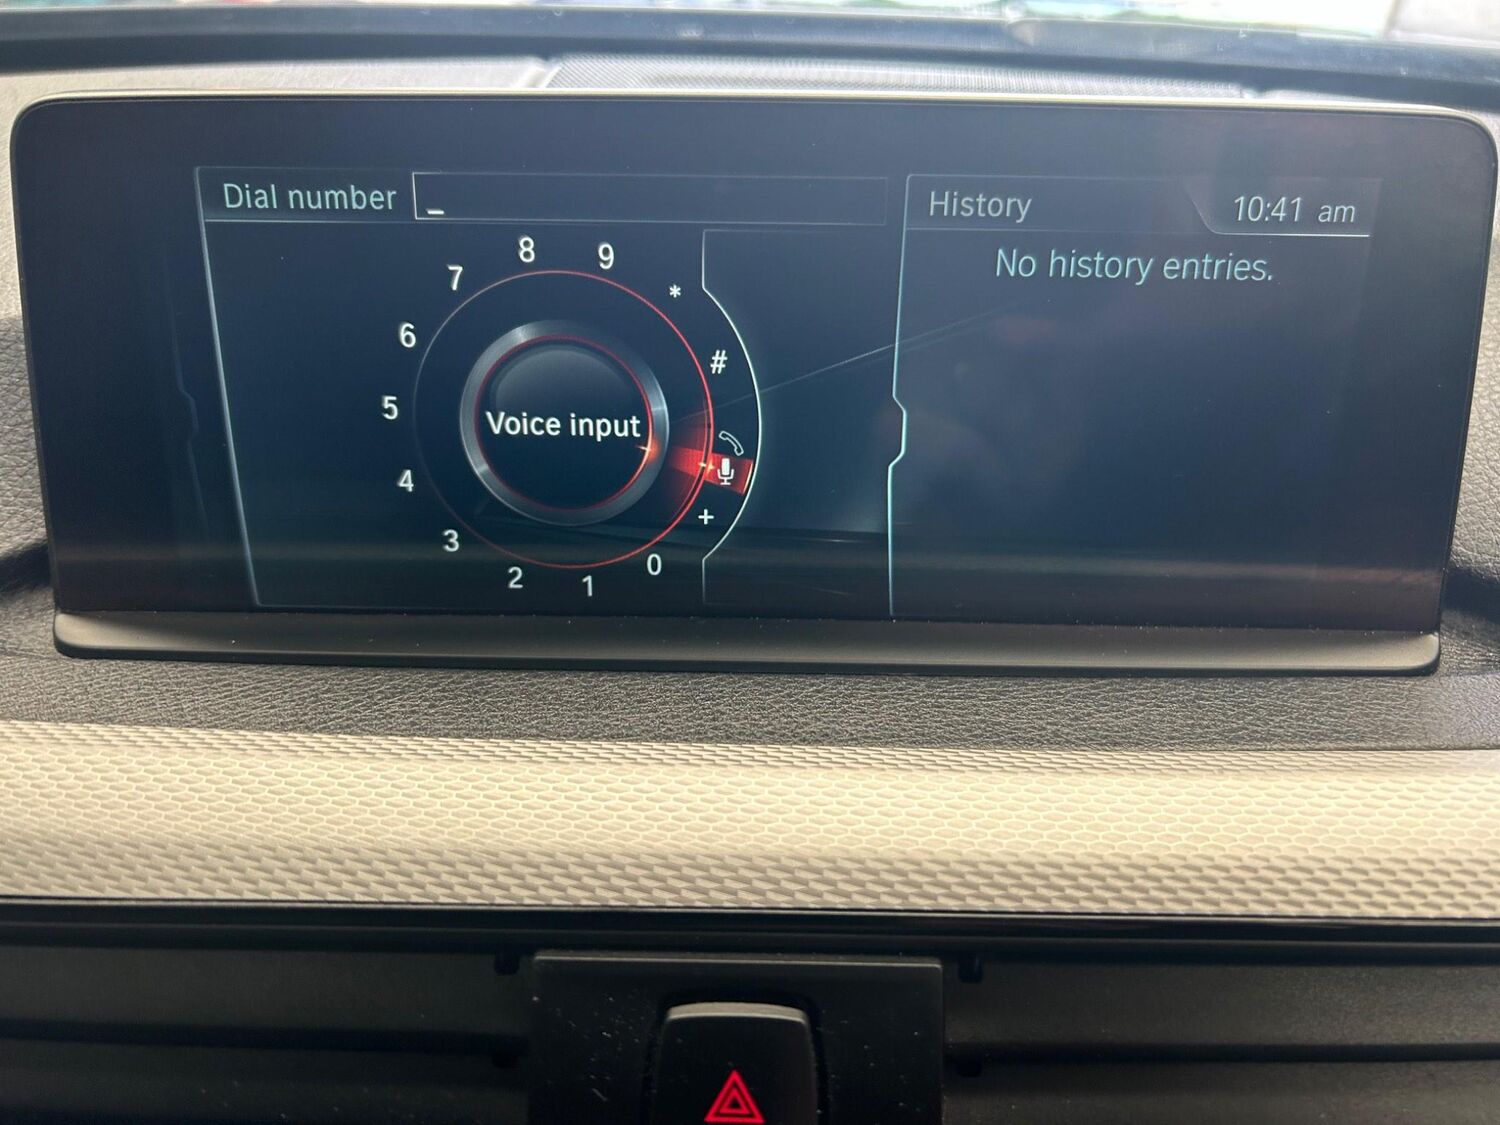 Dial number _
History
10:41 am
No history entries.
8
9
7
*
6
#
5
Voice input
4
+
3
0
2
1